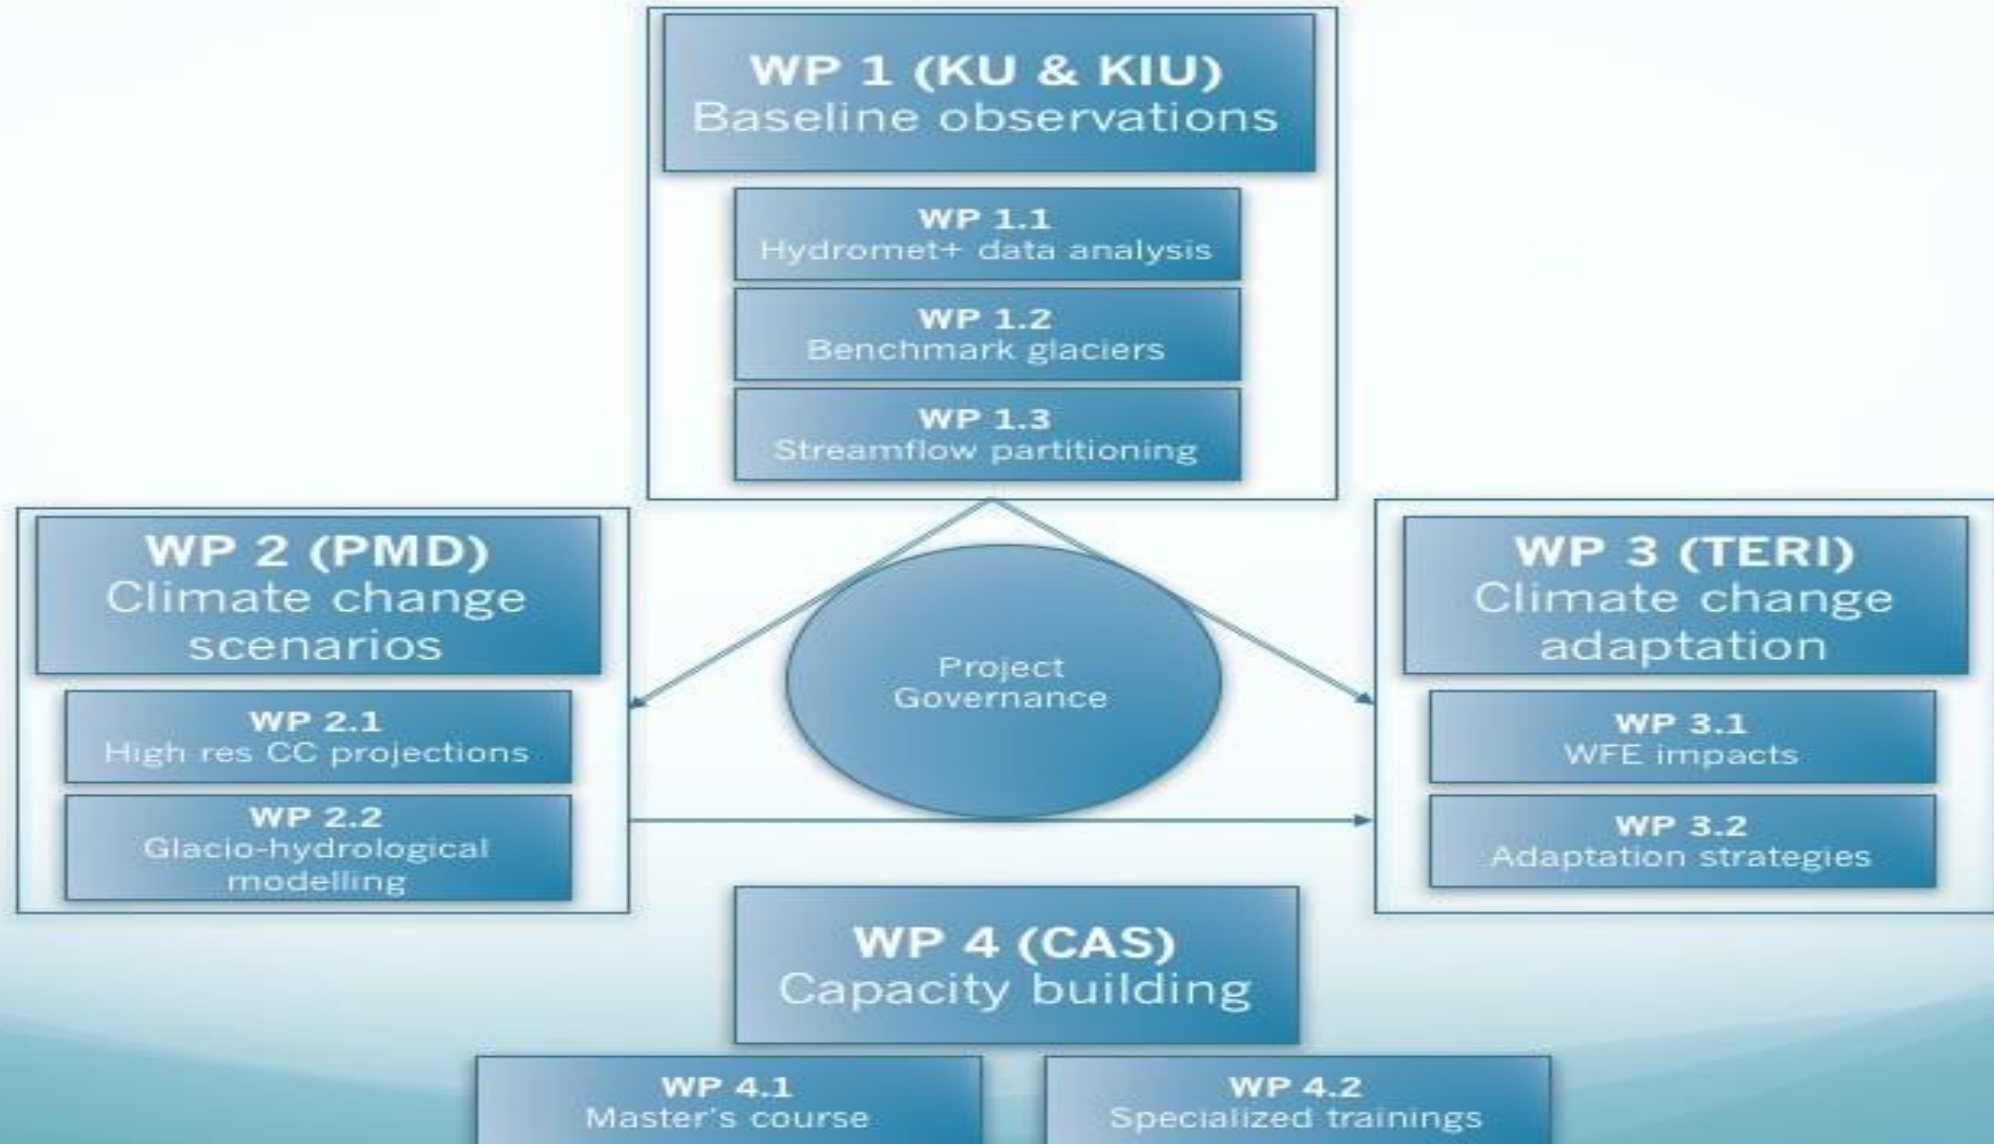 WP 1 (KU & KIU)
Baseline observations
WP 1.1
Hydromet+ data analysis
WP 1.2
Benchmark glaciers
WP 1.3
Streamflow partitioning
WP 2 (PMD)
Climate change
scenarios
WP 2.1
High res CC projections
WP 2.2
Glacio-hydrological
modelling
Project
Governance
WP 3 (TERI)
Climate change
adaptation
WP 3.1
WFE impacts
WP 3.2
Adaptation strategies
WP 4 (CAS)
Capacity building
WP 4.1
Master's course
WP 4.2
Specialized trainings